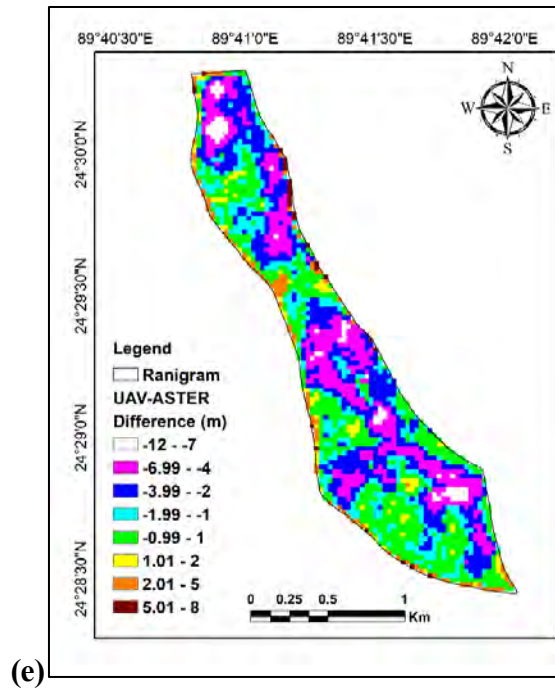 89°40'30"E 89°41'0"E 89°41'30"E 89°42'0"E
N
W E
S
24°30'0"N
24°29'30"N
24°29'0"N
24°28'30"N
Legend
Ranigram
UAV-ASTER
Difference (m)
-12 - -7
-6.99 - -4
-3.99 - -2
-1.99 - -1
-0.99 - 1
1.01 - 2
2.01 - 5
5.01 - 8
0 0.25 0.5 1
Km
(e)